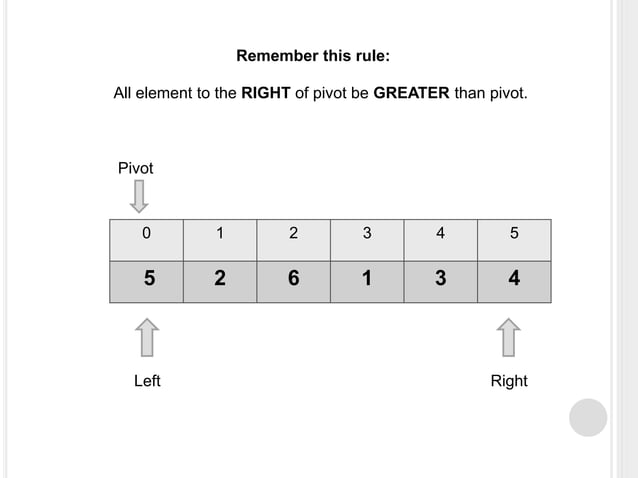 Remember this rule:
All element to the RIGHT of pivot be GREATER than pivot.
Pivot
0 1 2 3 4 5
5 2 6 1 3 4
Left Right